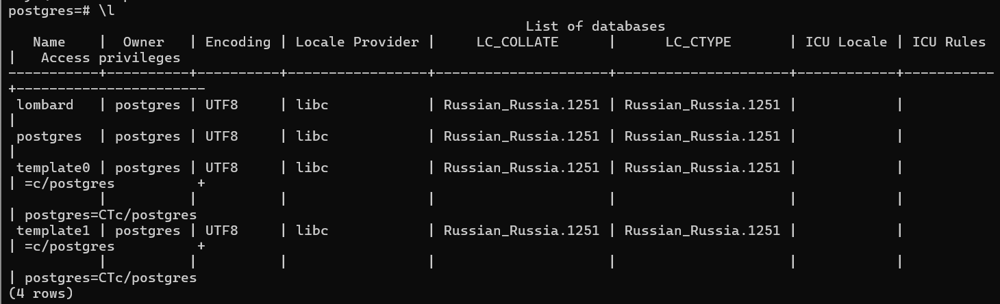 postgres=# \l
                                                               List of databases
   Name    |  Owner   | Encoding | Locale Provider |     LC_COLLATE      |      LC_CTYPE       | ICU Locale | ICU Rules
|   Access privileges
-----------+----------+----------+-----------------+---------------------+---------------------+------------+-----------
+-----------------------
 lombard   | postgres | UTF8     | libc            | Russian_Russia.1251 | Russian_Russia.1251 |            |
|
 postgres  | postgres | UTF8     | libc            | Russian_Russia.1251 | Russian_Russia.1251 |            |
|
 template0 | postgres | UTF8     | libc            | Russian_Russia.1251 | Russian_Russia.1251 |            |
| =c/postgres          +
           |          |          |                 |                     |                     |            |
| postgres=CTc/postgres
 template1 | postgres | UTF8     | libc            | Russian_Russia.1251 | Russian_Russia.1251 |            |
| =c/postgres          +
           |          |          |                 |                     |                     |            |
| postgres=CTc/postgres
(4 rows)